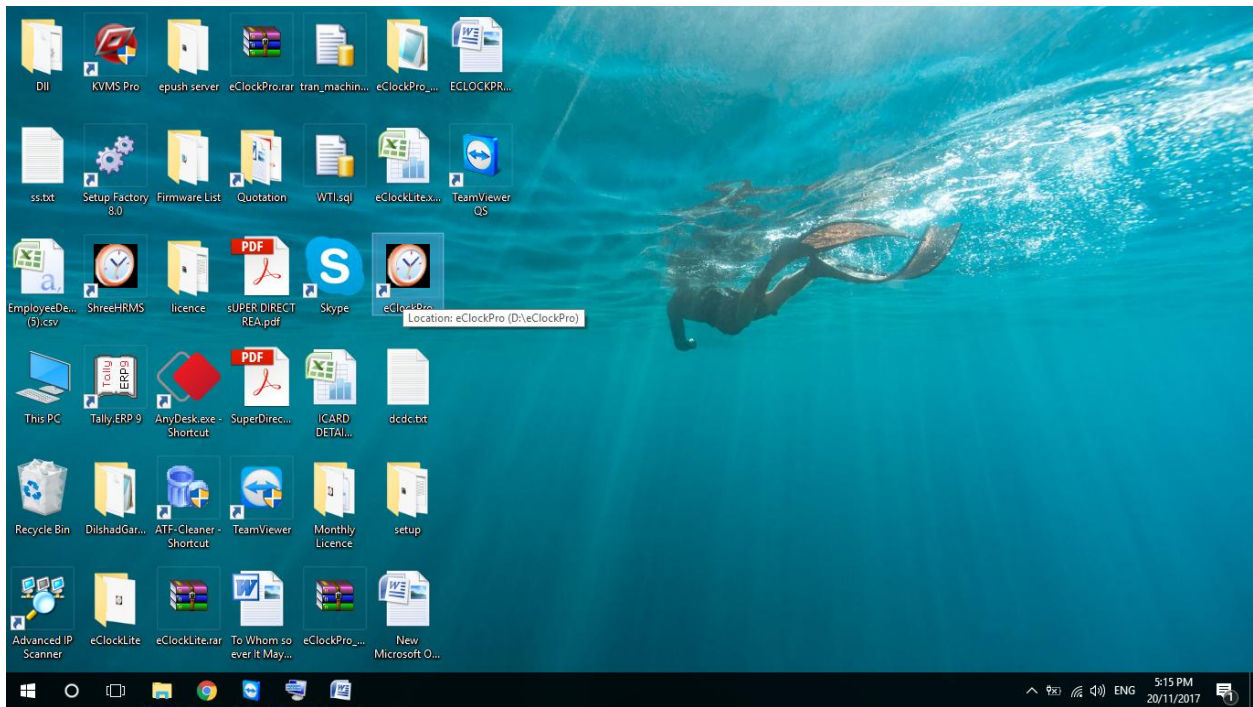 Dll
KVMS Pro
epush server
eClockPro.rar
tran_machin...
eClockPro_...
ECLOCKPR...
ss.txt
Setup Factory
8.0
Firmware List
Quotation
WTI.sql
eClockLite.x...
TeamViewer
QS
EmployeeDe...
(5).csv
ShreeHRMS
licence
PDF
sUPER DIRECT
REA.pdf
S
Skype
eClockPro
Location: eClockPro (D:\eClockPro)
This PC
Tally
ERP9
Tally.ERP 9
AnyDesk.exe -
Shortcut
PDF
SuperDirec...
ICARD
DETAI...
dcdc.txt
Recycle Bin
DilshadGar...
ATF-Cleaner -
Shortcut
TeamViewer
Monthly
Licence
setup
Advanced IP
Scanner
eClockLite
eClockLite.rar
To Whom so
ever It May...
eClockPro_...
New
Microsoft O...
ENG
5:15 PM
20/11/2017
1